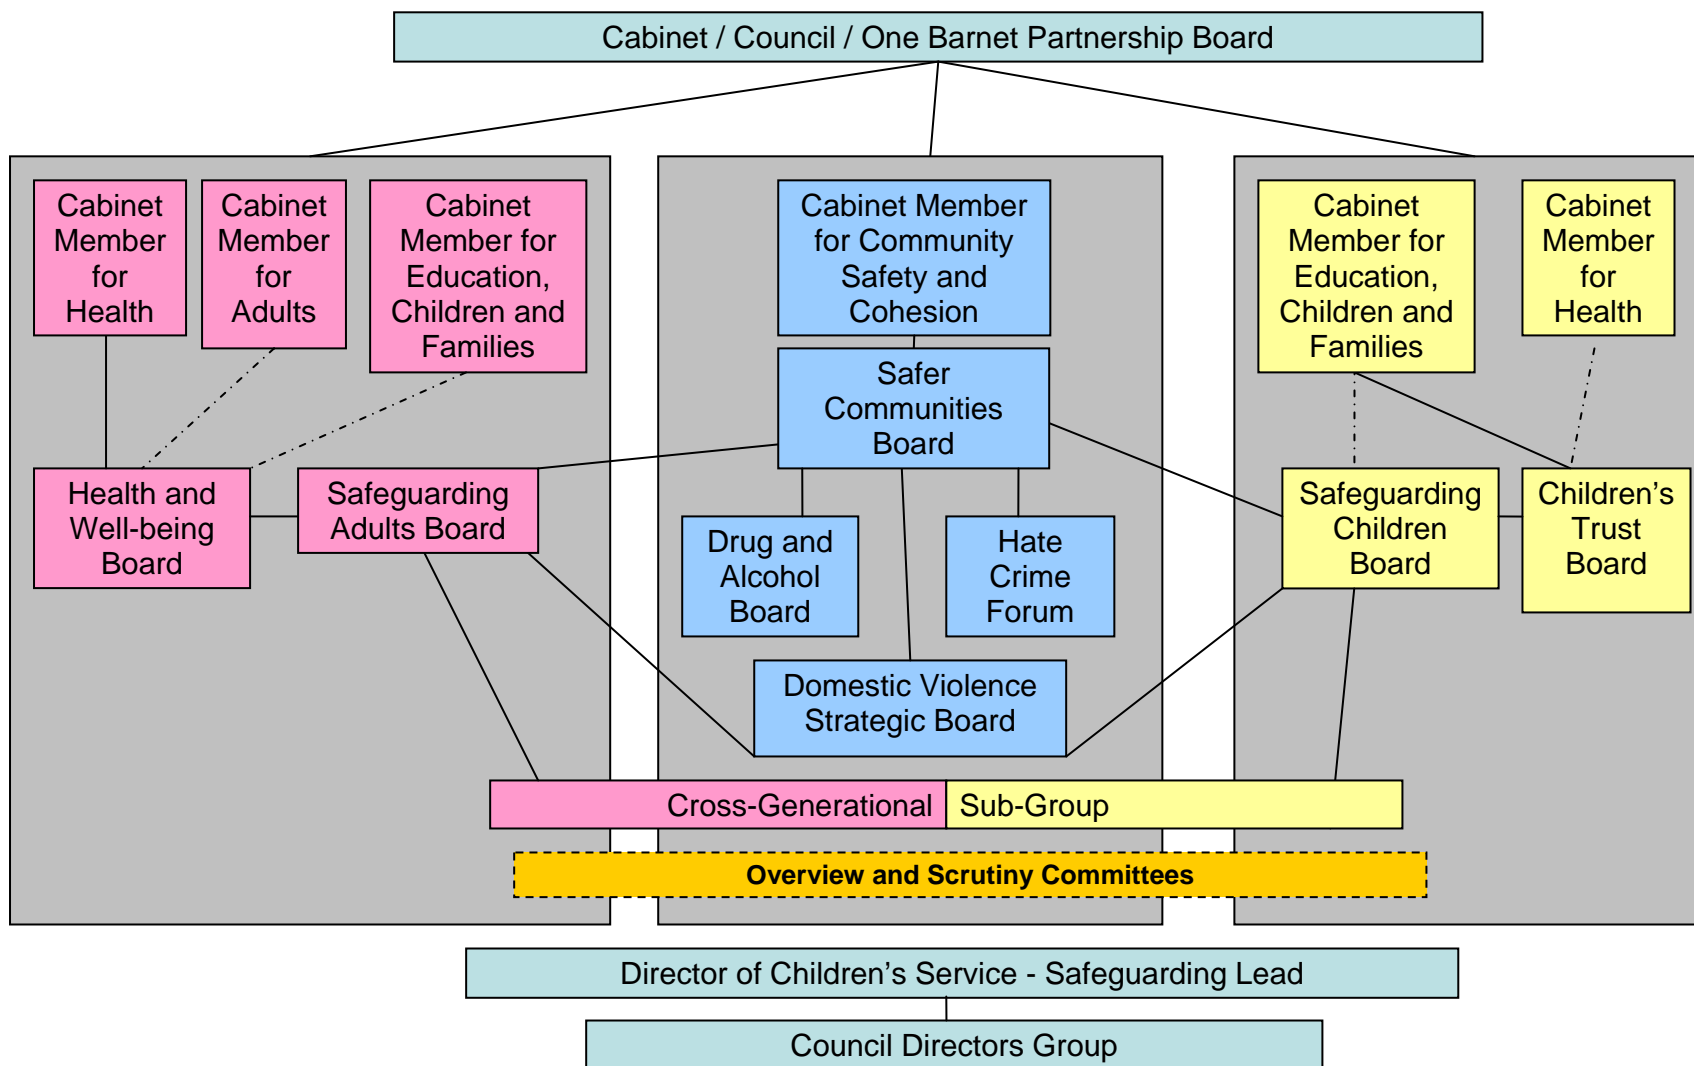 Cabinet / Council / One Barnet Partnership Board
Cabinet
Member
for
Health
Cabinet
Member
for
Adults
Cabinet
Member for
Education,
Children and
Families
Cabinet Member
for Community
Safety and
Cohesion
Cabinet
Member for
Education,
Children and
Families
Cabinet
Member
for
Health
Safer
Communities
Board
Health and
Well-being
Board
Safeguarding
Adults Board
Drug and
Alcohol
Board
Hate
Crime
Forum
Safeguarding
Children
Board
Children’s
Trust
Board
Domestic Violence
Strategic Board
Cross-Generational Sub-Group
Overview and Scrutiny Committees
Director of Children’s Service - Safeguarding Lead
Council Directors Group